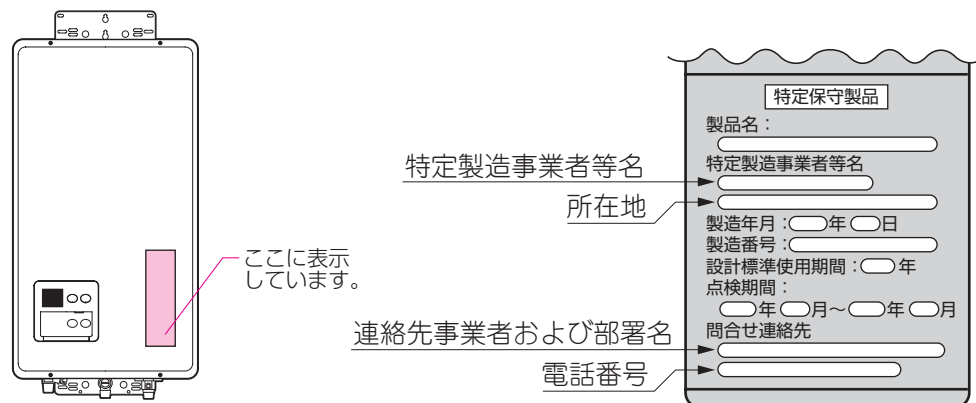 ここに表示
しています。
特定製造事業者等名
所在地
連絡先事業者および部署名
電話番号
特定保守製品
製品名：
特定製造事業者等名
製造年月：年 日
製造番号：
設計標準使用期間：年
点検期間：
年 月～ 年 月
問合せ連絡先